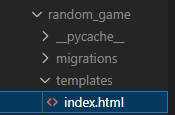 random_game
__pycache__
migrations
templates
index.html